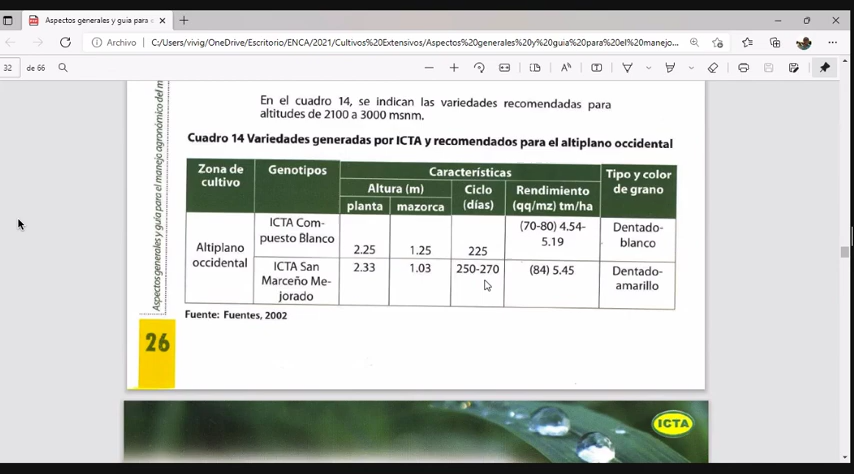 Aspectos generales y guia para e
Archivo
C:/Users/vivig/OneDrive/Escritorio/ENCA/2021/Cultivos%20Extensivos/Aspectos%20generales%20y%20guia%20para%20el%20manejo...
32
de 66
Aspectos generales y guía para el manejo agronómico del m
En el cuadro 14, se indican las variedades recomendadas para
altitudes de 2100 a 3000 msnm.
Cuadro 14 Variedades generadas por ICTA y recomendados para el altiplano occidental
Zona de cultivo Genotipos Características Tipo y color de grano
Altura (m) Ciclo (días) Rendimiento (qq/mz) tm/ha
planta mazorca
Altiplano occidental
ICTA Com-
puesto Blanco
2.25 1.25 225
(70-80) 4.54-
5.19
Dentado-
blanco
ICTA San
Marceño Me-
jorado
2.33 1.03 250-270 (84) 5.45
Dentado-
amarillo
Fuente: Fuentes, 2002
26
ICTA